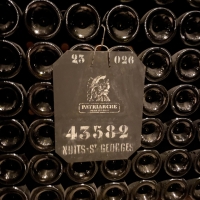 25 026
PATRIARCHE
43582
NUITS-Sᵗ GEORGES